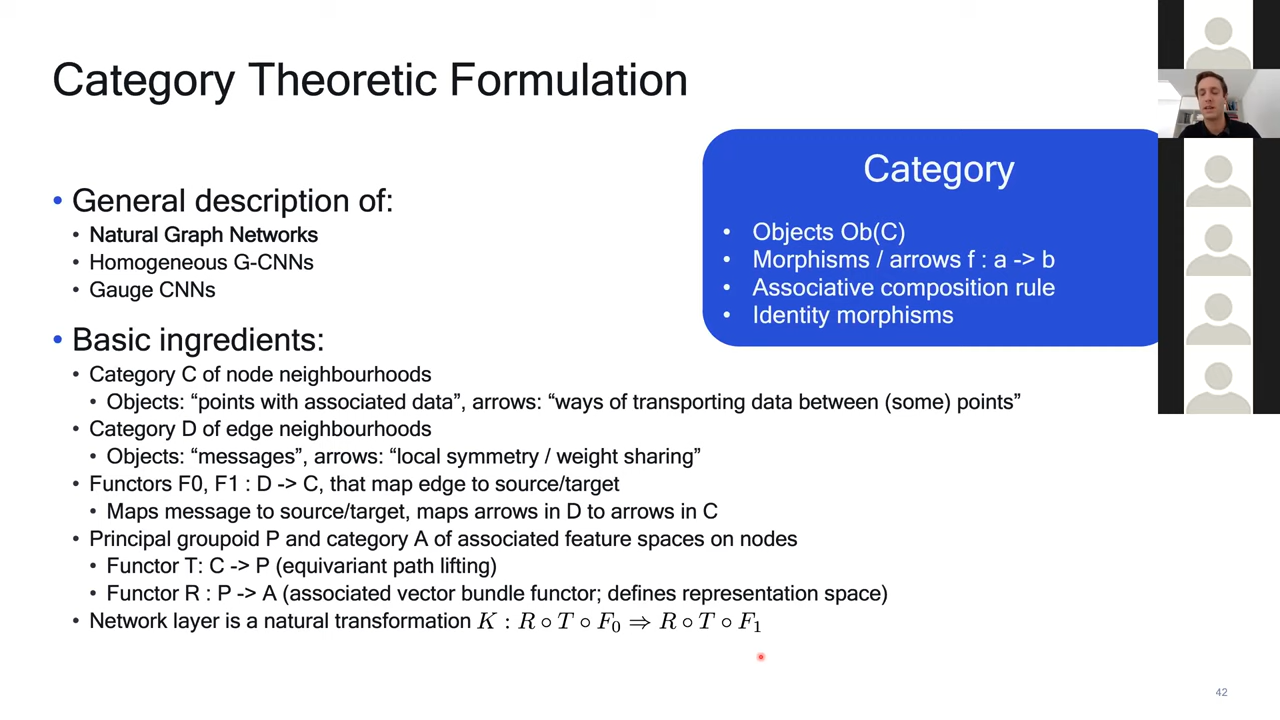 Category Theoretic Formulation
Category
• Objects Ob(C)
• Morphisms / arrows f : a -> b
• Associative composition rule
• Identity morphisms
• General description of:
• Natural Graph Networks
• Homogeneous G-CNNs
• Gauge CNNs
• Basic ingredients:
• Category C of node neighbourhoods
• Objects: “points with associated data”, arrows: “ways of transporting data between (some) points”
• Category D of edge neighbourhoods
• Objects: “messages”, arrows: “local symmetry / weight sharing”
• Functors F0, F1 : D -> C, that map edge to source/target
• Maps message to source/target, maps arrows in D to arrows in C
• Principal groupoid P and category A of associated feature spaces on nodes
• Functor T: C -> P (equivariant path lifting)
• Functor R : P -> A (associated vector bundle functor; defines representation space)
• Network layer is a natural transformation K : R ∘ T ∘ F₀ ⇒ R ∘ T ∘ F₁
42